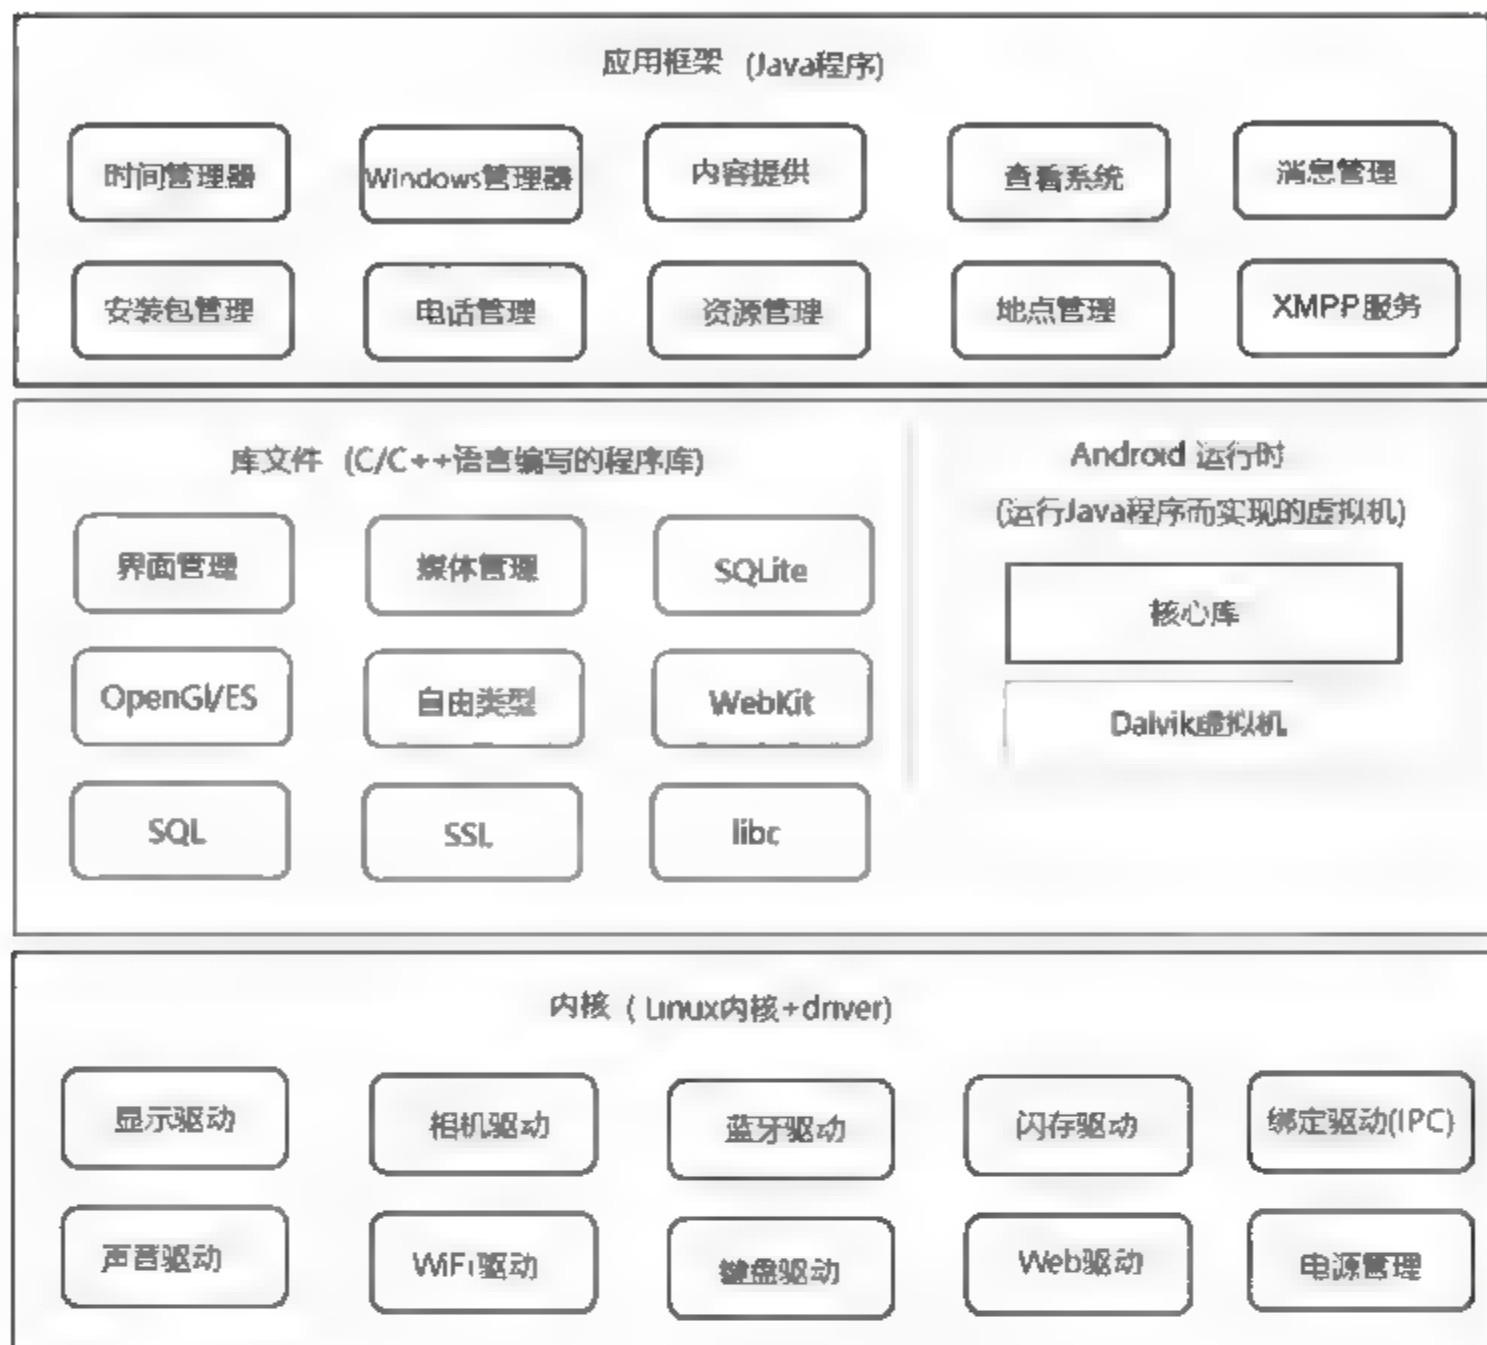 应用框架 (Java程序)
时间管理器 Windows管理器 内容提供 查看系统 消息管理
安装包管理 电话管理 资源管理 地点管理 XMPP服务
库文件 (C/C++语言编写的程序库)
界面管理 媒体管理 SQLite
OpenGl/ES 自由类型 WebKit
SQL SSL libc
Android 运行时
(运行Java程序而实现的虚拟机)
核心库
Dalvik虚拟机
内核 ( Linux内核+driver)
显示驱动 相机驱动 蓝牙驱动 闪存驱动 绑定驱动(IPC)
声音驱动 WiFi驱动 键盘驱动 Web驱动 电源管理